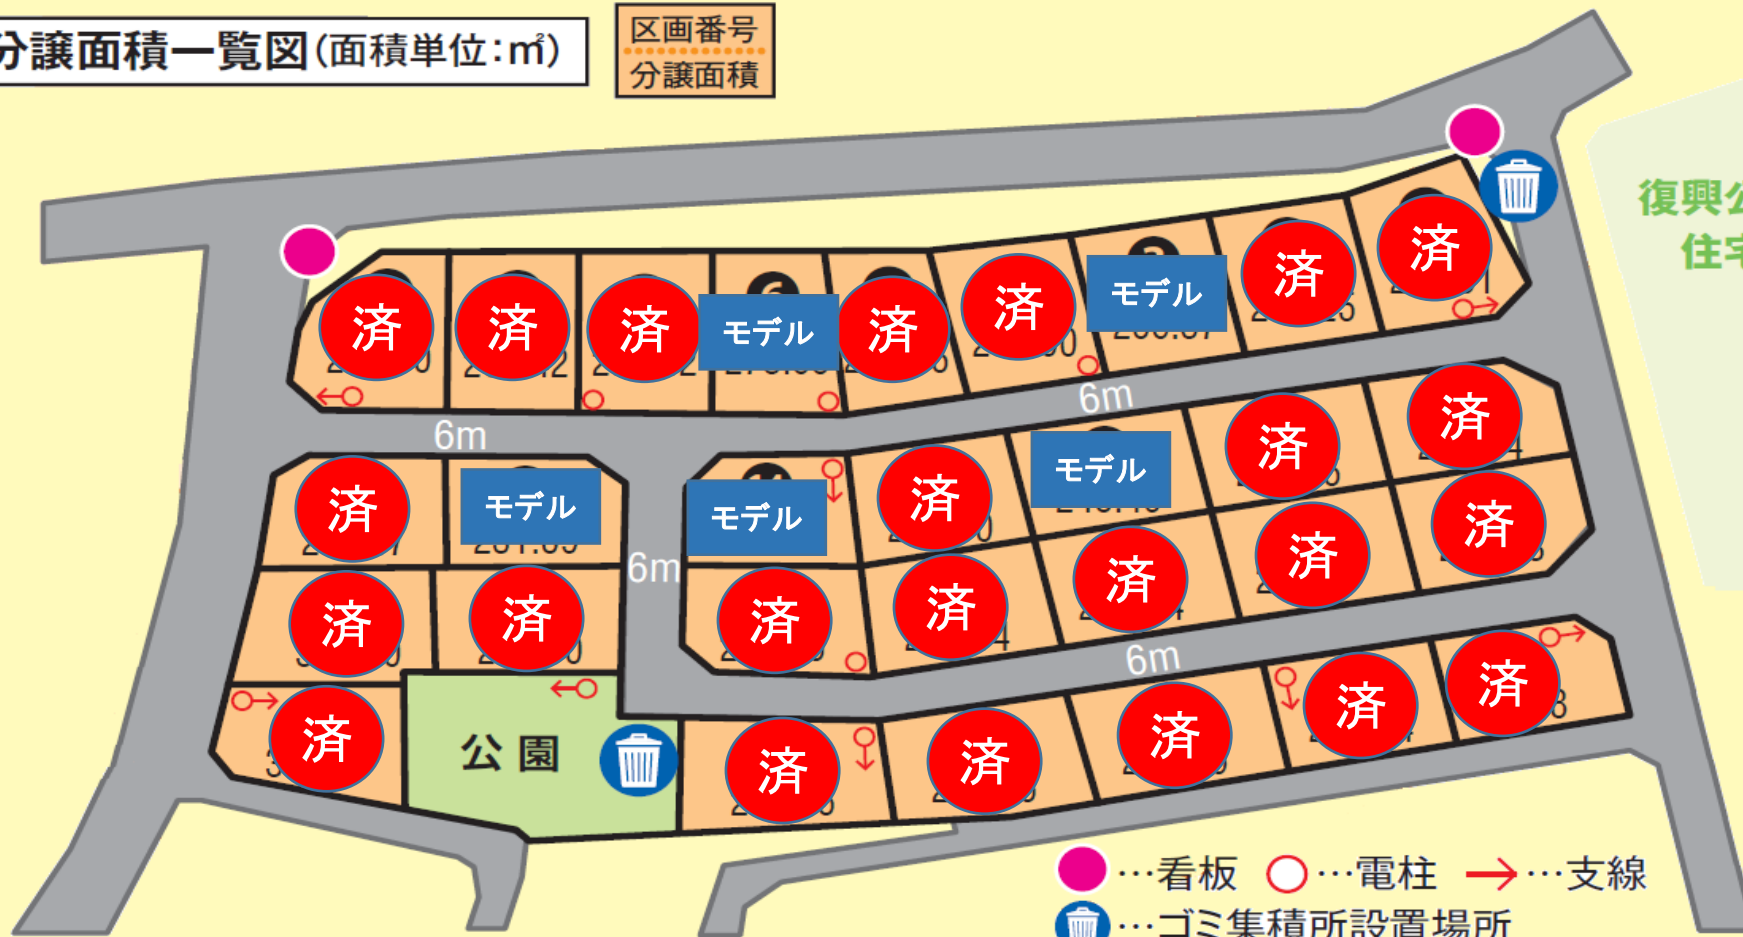 分譲面積一覧図(面積単位:㎡)
区画番号
分譲面積
復興公
住宅
済
済
済
モデル
済
済
モデル
済
済
6m
6m
済
モデル
モデル
済
モデル
済
済
6m
済
済
済
済
済
済
済
6m
済
公園
済
済
済
済
済
…看板
…電柱
…支線
…ゴミ集積所設置場所